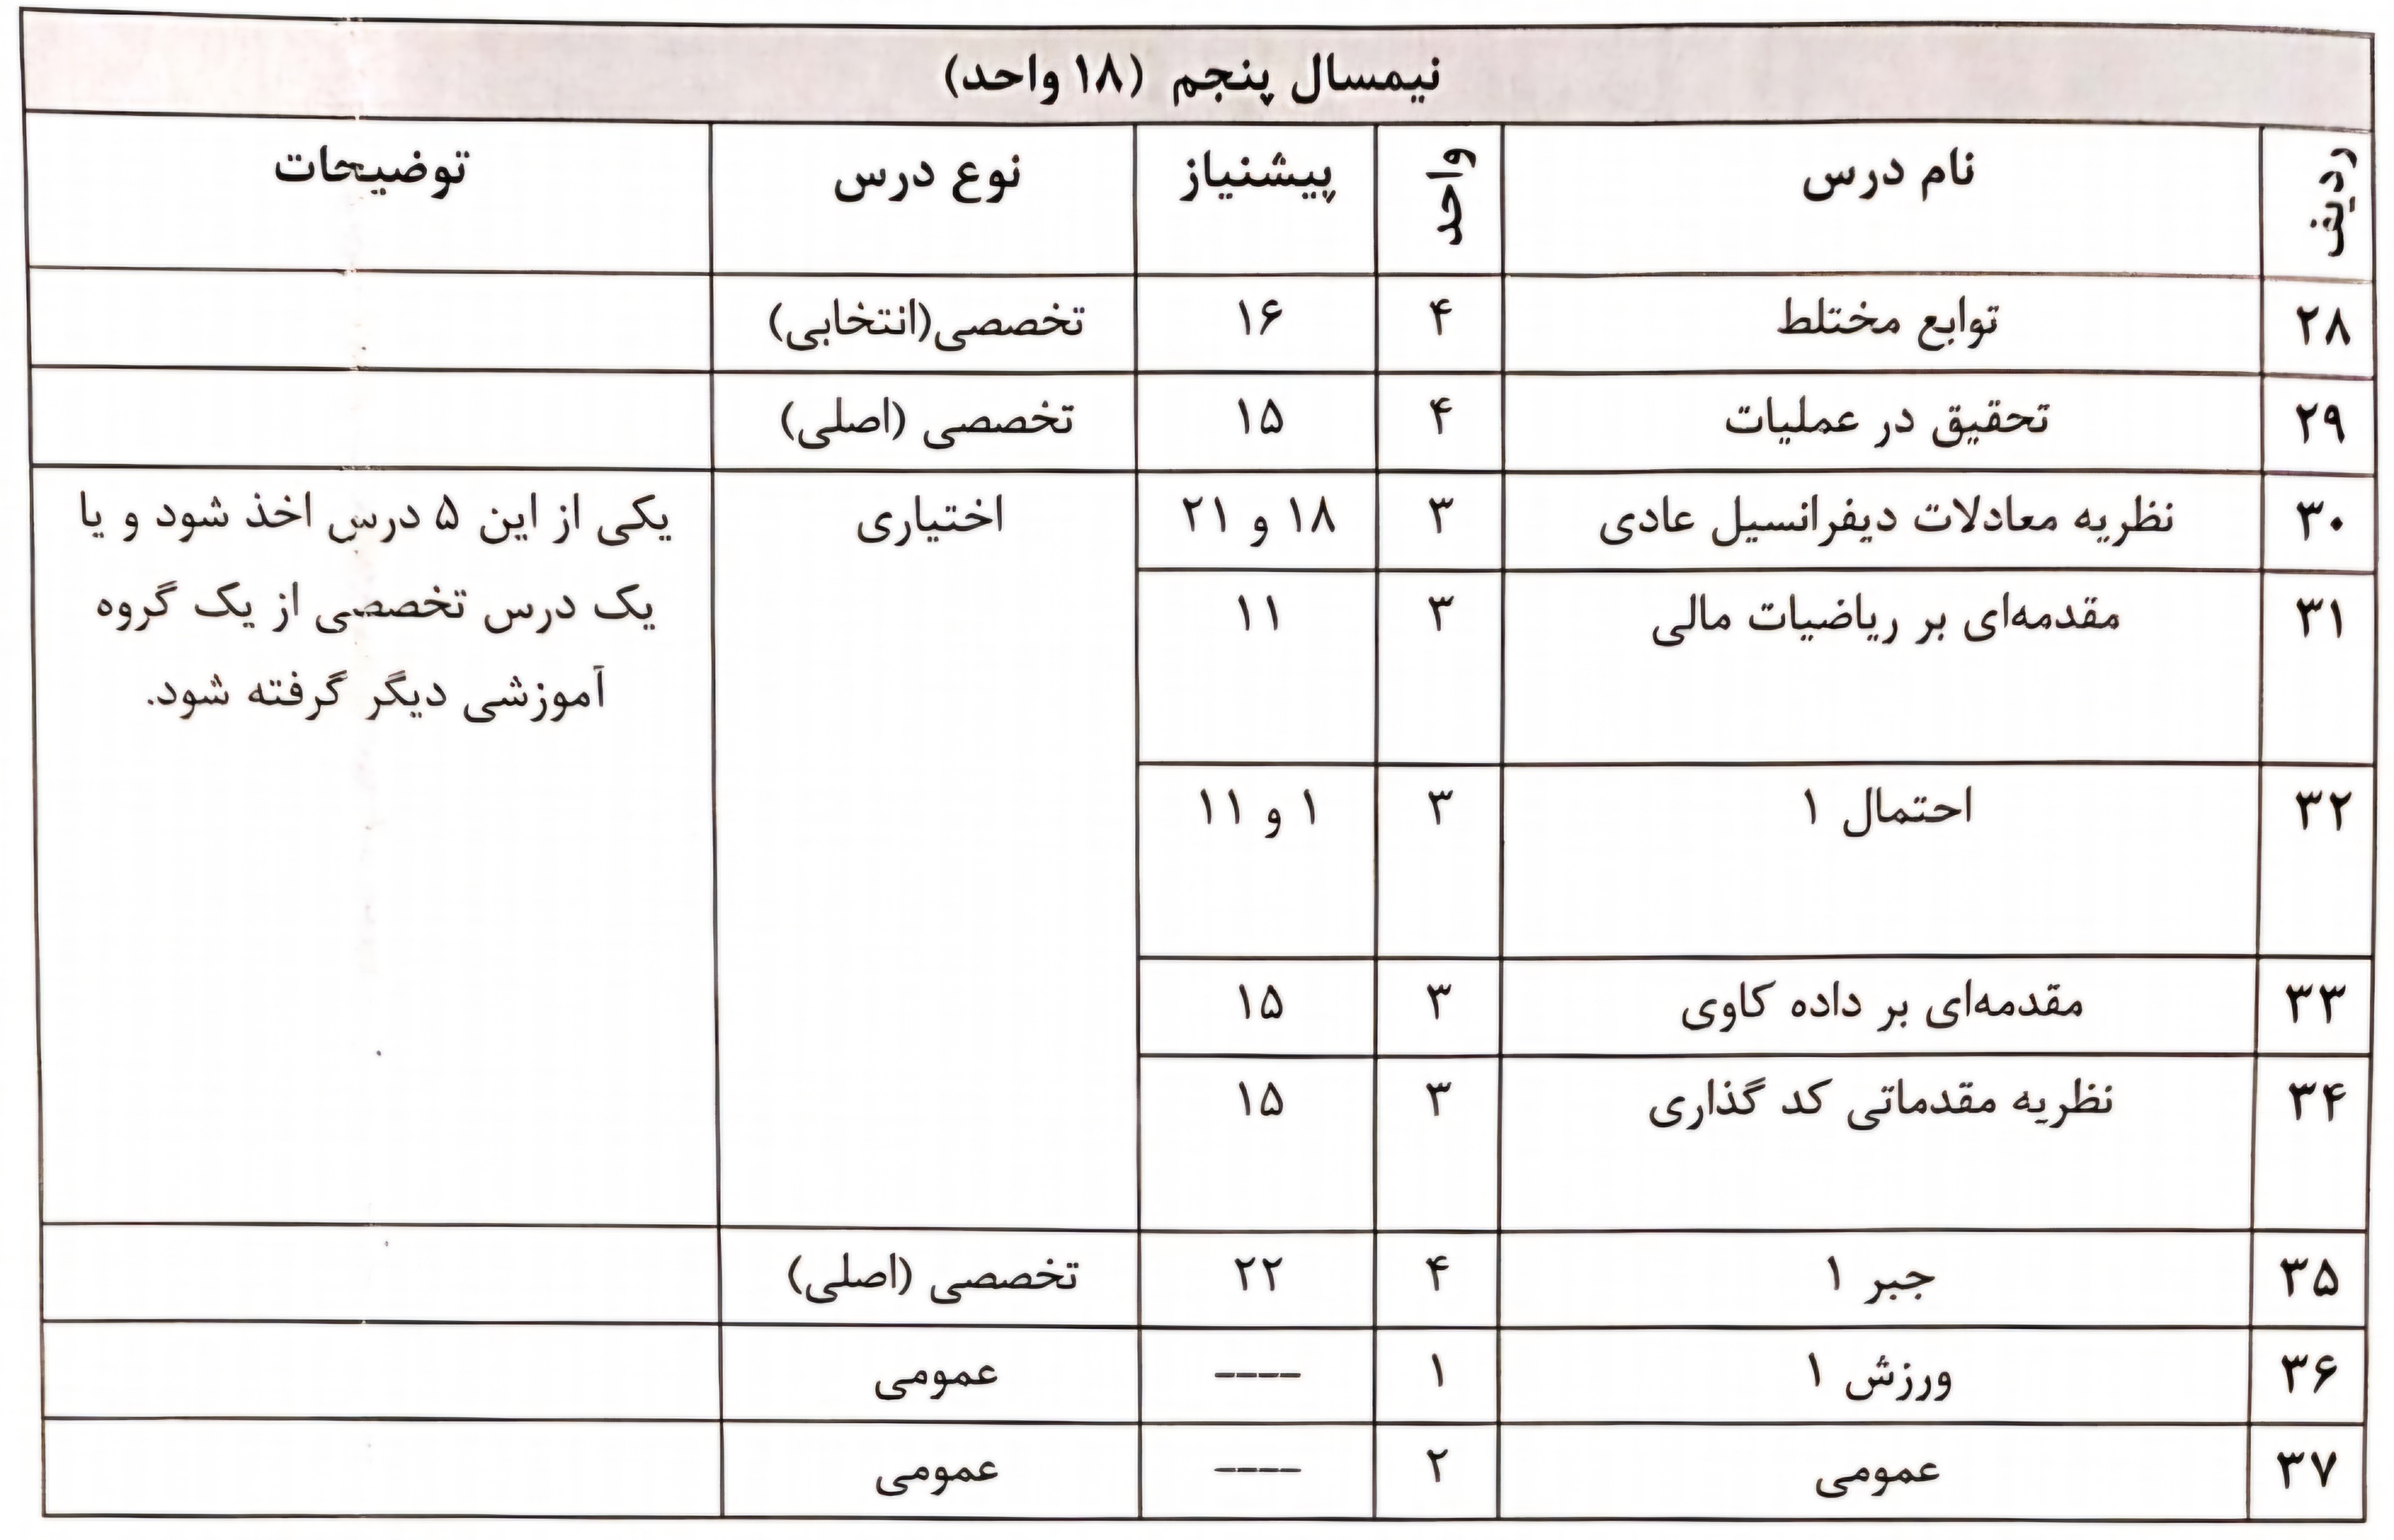 نیمسال پنجم (۱۸ واحد)
ردیف نام درس واحد پیشنیاز نوع درس توضیحات
۲۸ توابع مختلط ۴ ۱۶ تخصصی(انتخابی)
۲۹ تحقیق در عملیات ۴ ۱۵ تخصصی (اصلی)
۳۰ نظریه معادلات دیفرانسیل عادی ۳ ۱۸ و ۲۱ اختیاری یکی از این ۵ درس اخذ شود و یا
۳۱ مقدمه‌ای بر ریاضیات مالی ۳ ۱۱ یک درس تخصصی از یک گروه
آموزشی دیگر گرفته شود.
۳۲ احتمال ۱ ۳ ۱ و ۱۱
۳۳ مقدمه‌ای بر داده کاوی ۳ ۱۵
۳۴ نظریه مقدماتی کد گذاری ۳ ۱۵
۳۵ جبر ۱ ۴ ۲۲ تخصصی (اصلی)
۳۶ ورزش ۱ ۱ ---- عمومی
۳۷ عمومی ۲ ---- عمومی